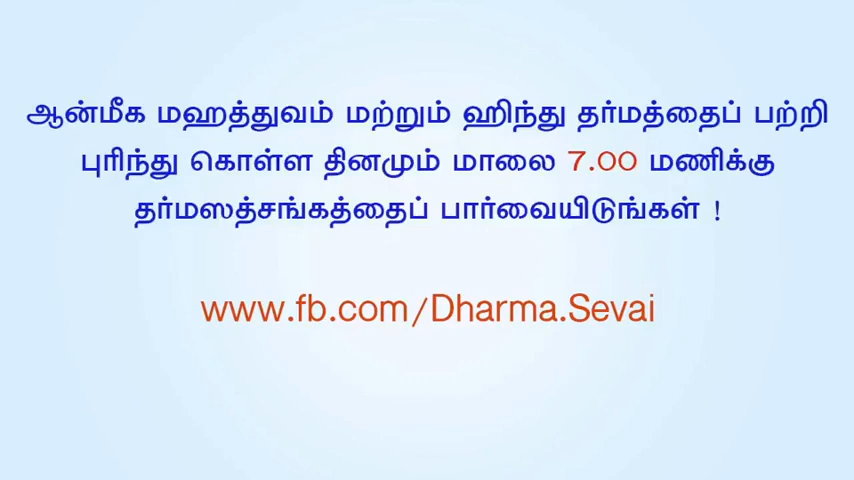 ஆன்மீக மஹத்துவம் மற்றும் ஹிந்து தர்மத்தைப் பற்றி
புரிந்து கொள்ள தினமும் மாலை 7.00 மணிக்கு
தர்மஸத்சங்கத்தைப் பார்வையிடுங்கள் !
www.fb.com/Dharma.Sevai